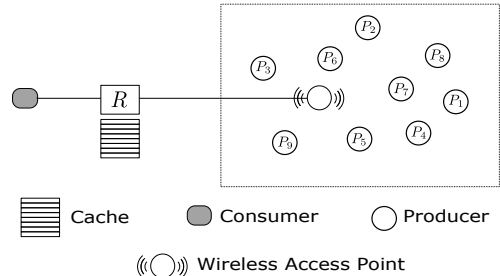 P2
P8
P6
P3
P7
R
P1
P4
P5
P9
Cache
Consumer
Producer
Wireless Access Point